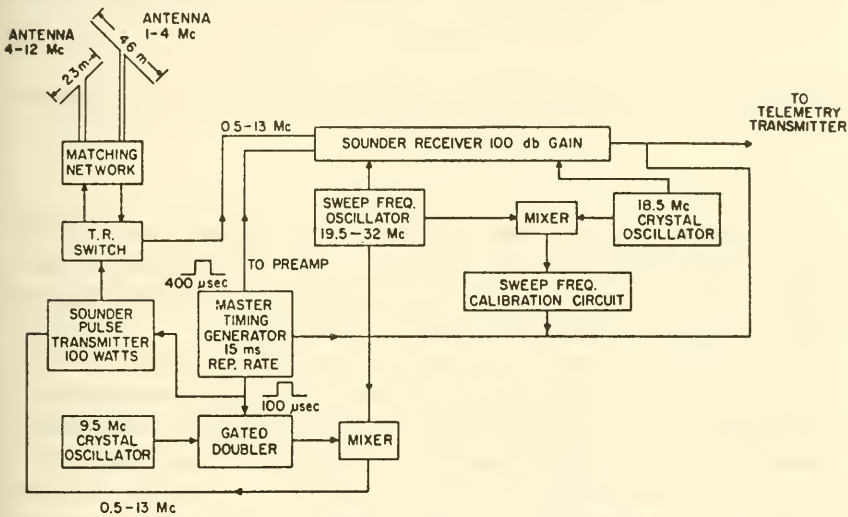 ANTENNA
4-12 Mc
ANTENNA
1-4 Mc
23m
46 m
MATCHING
NETWORK
T.R.
SWITCH
0.5-13 Mc
SOUNDER RECEIVER 100 db GAIN
TO
TELEMETRY
TRANSMITTER
SWEEP FREQ.
OSCILLATOR
19.5-32 Mc
MIXER
18.5 Mc
CRYSTAL
OSCILLATOR
TO PREAMP
400 μsec
SWEEP FREQ.
CALIBRATION CIRCUIT
SOUNDER
PULSE
TRANSMITTER
100 WATTS
MASTER
TIMING
GENERATOR
15 ms
REP. RATE
100 μsec
9.5 Mc
CRYSTAL
OSCILLATOR
GATED
DOUBLER
MIXER
0.5-13 Mc